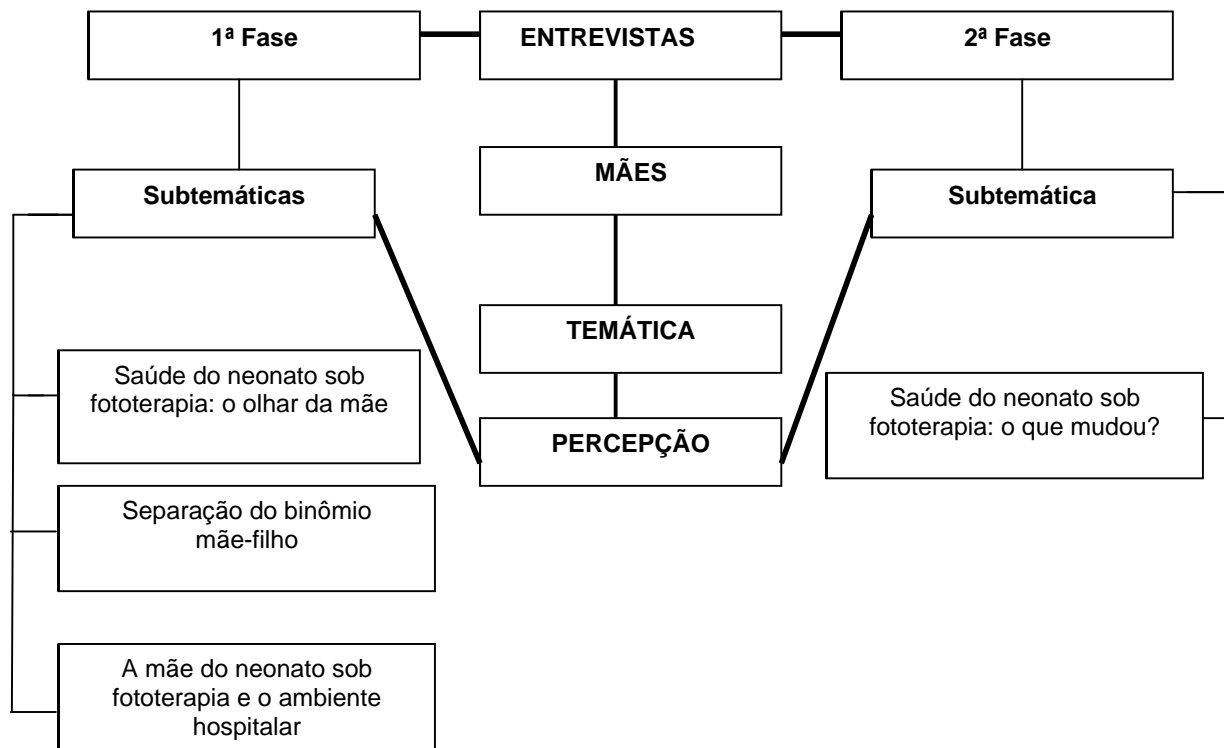 1ª Fase
ENTREVISTAS
2ª Fase
MÃES
Subtemáticas
Subtemática
TEMÁTICA
Saúde do neonato sob
fototerapia: o olhar da mãe
Saúde do neonato sob
fototerapia: o que mudou?
PERCEPÇÃO
Separação do binômio
mãe-filho
A mãe do neonato sob
fototerapia e o ambiente
hospitalar